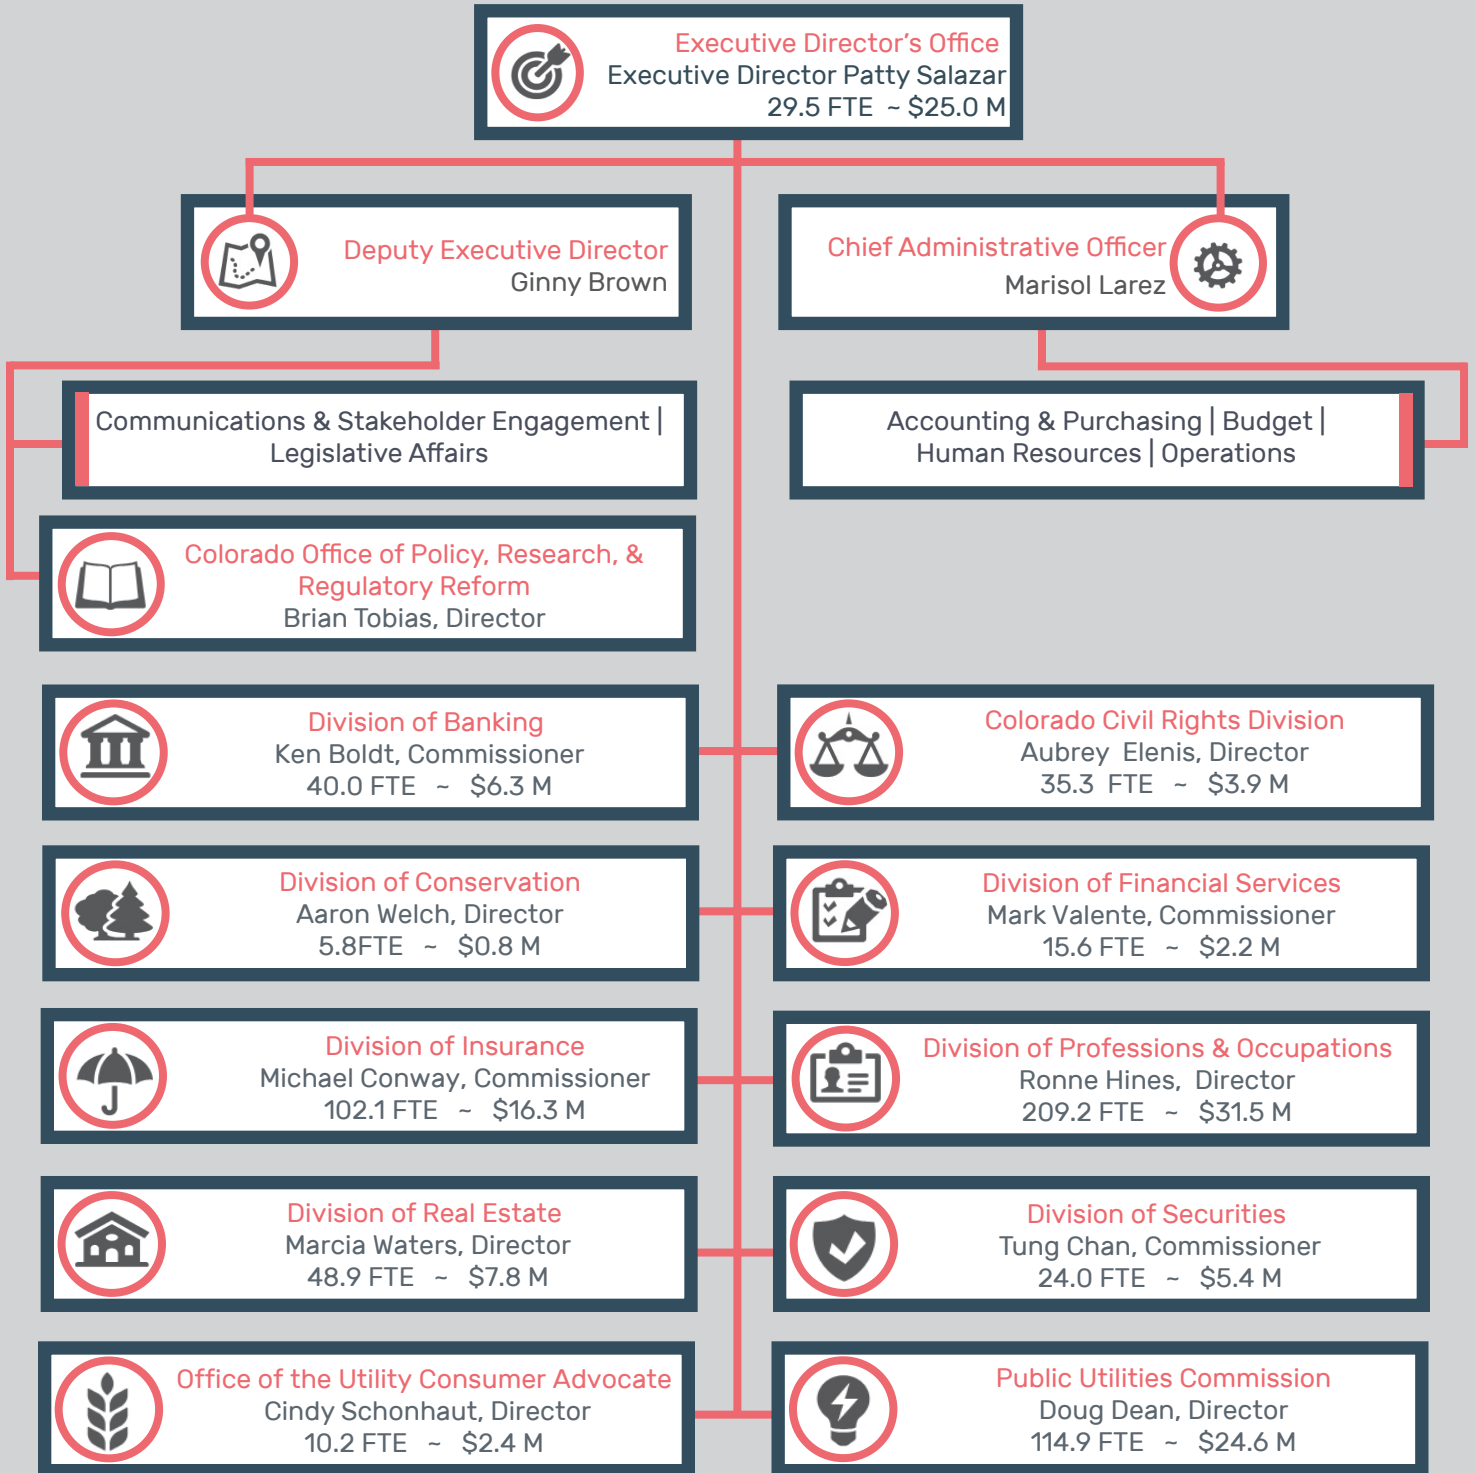 Executive Director's Office
Executive Director Patty Salazar
29.5 FTE ~ $25.0 M
Deputy Executive Director
Ginny Brown
Chief Administrative Officer
Marisol Larez
Communications & Stakeholder Engagement |
Legislative Affairs
Accounting & Purchasing | Budget |
Human Resources | Operations
Colorado Office of Policy, Research, &
Regulatory Reform
Brian Tobias, Director
Division of Banking
Ken Boldt, Commissioner
40.0 FTE ~ $6.3 M
Colorado Civil Rights Division
Aubrey Elenis, Director
35.3 FTE ~ $3.9 M
Division of Conservation
Aaron Welch, Director
5.8FTE ~ $0.8 M
Division of Financial Services
Mark Valente, Commissioner
15.6 FTE ~ $2.2 M
Division of Insurance
Michael Conway, Commissioner
102.1 FTE ~ $16.3 M
Division of Professions & Occupations
Ronne Hines, Director
209.2 FTE ~ $31.5 M
Division of Real Estate
Marcia Waters, Director
48.9 FTE ~ $7.8 M
Division of Securities
Tung Chan, Commissioner
24.0 FTE ~ $5.4 M
Office of the Utility Consumer Advocate
Cindy Schonhaut, Director
10.2 FTE ~ $2.4 M
Public Utilities Commission
Doug Dean, Director
114.9 FTE ~ $24.6 M